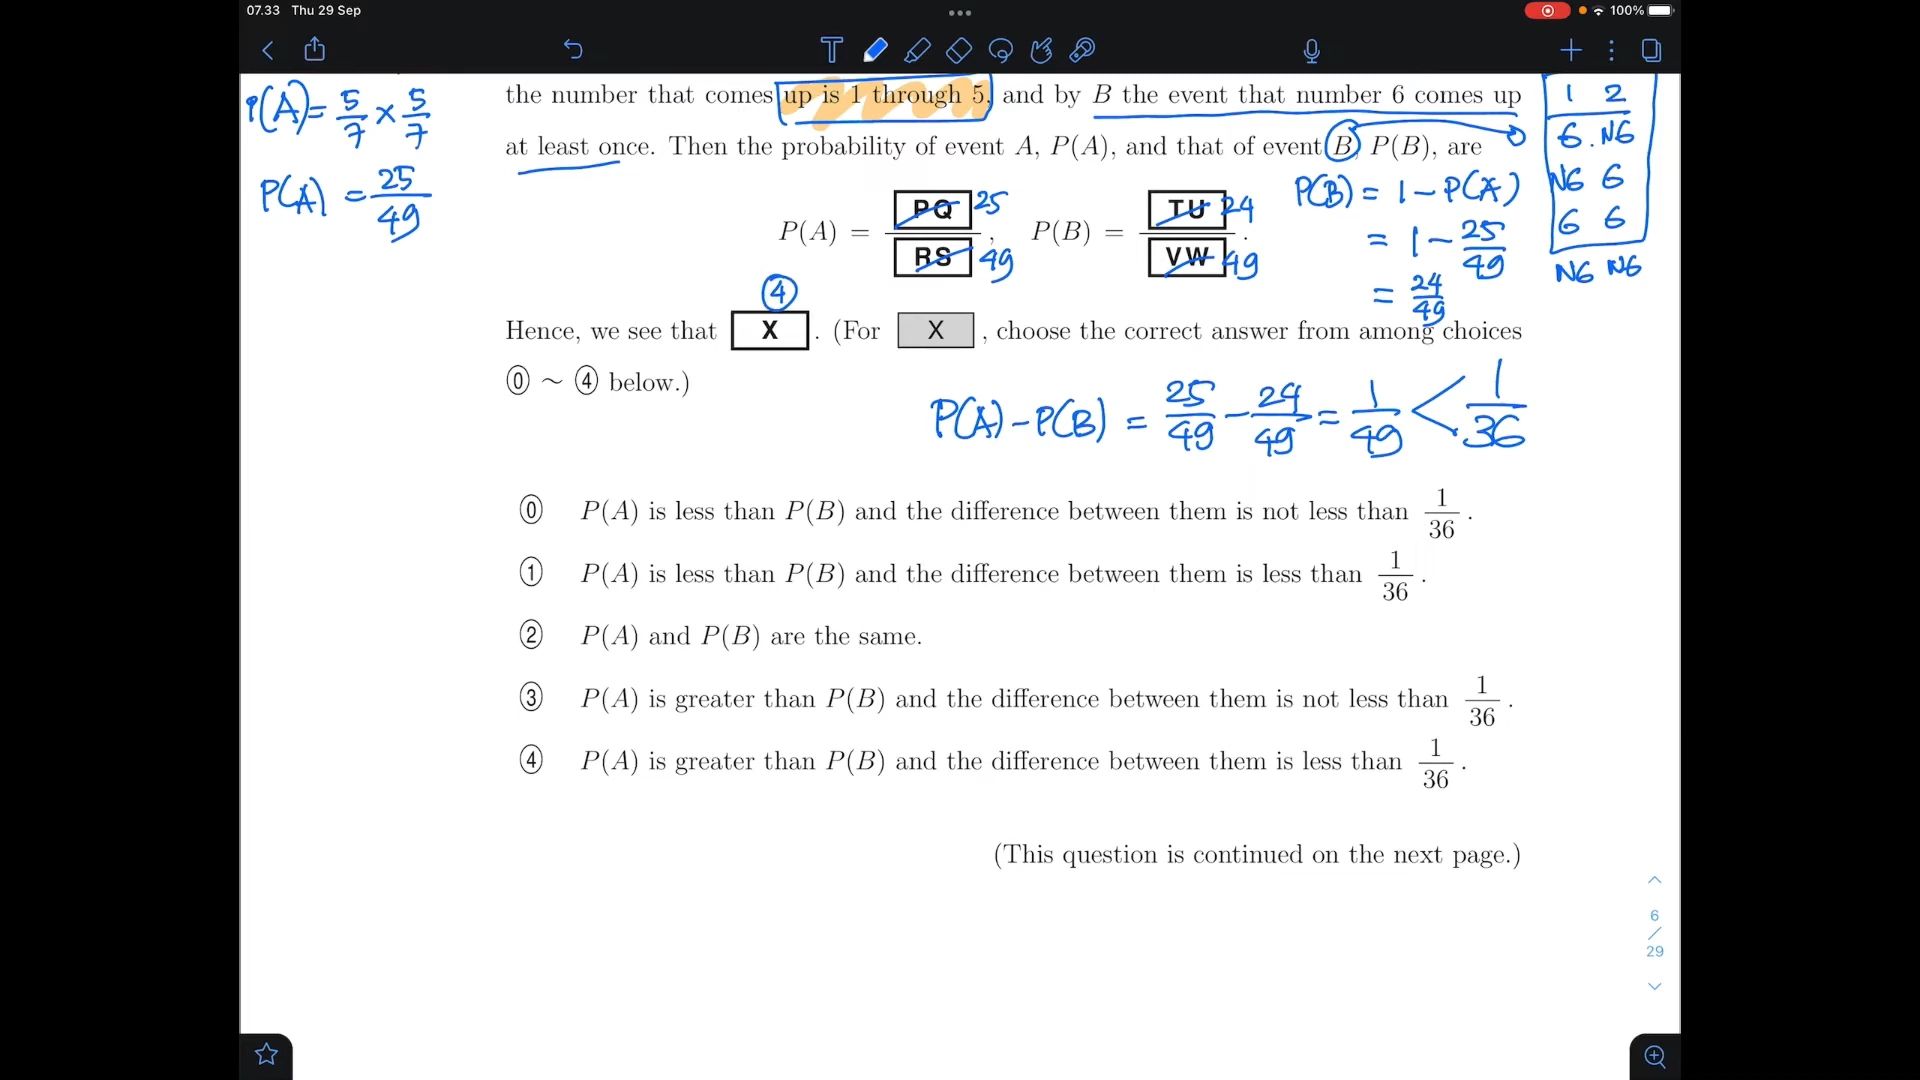 07.33 Thu 29 Sep
100%
the number that comes up is 1 through 5, and by B the event that number 6 comes up
at least once. Then the probability of event A, P(A), and that of event B, P(B), are
P(A) = 5/7 × 5/7
P(A) = 25/49
1 2
6 . N6
N6 6
6 6
N6 N6
P(A) = PQ/RS , P(B) = TU/VW .
25
49
24
49
P(B) = 1 − P(A)
= 1 − 25/49
= 24/49
4
Hence, we see that X . (For X , choose the correct answer from among choices
⓪ ~ ④ below.)
P(A) − P(B) = 25/49 − 24/49 = 1/49 < 1/36
⓪ P(A) is less than P(B) and the difference between them is not less than 1/36 .
① P(A) is less than P(B) and the difference between them is less than 1/36 .
② P(A) and P(B) are the same.
③ P(A) is greater than P(B) and the difference between them is not less than 1/36 .
④ P(A) is greater than P(B) and the difference between them is less than 1/36 .
(This question is continued on the next page.)
6
/
29